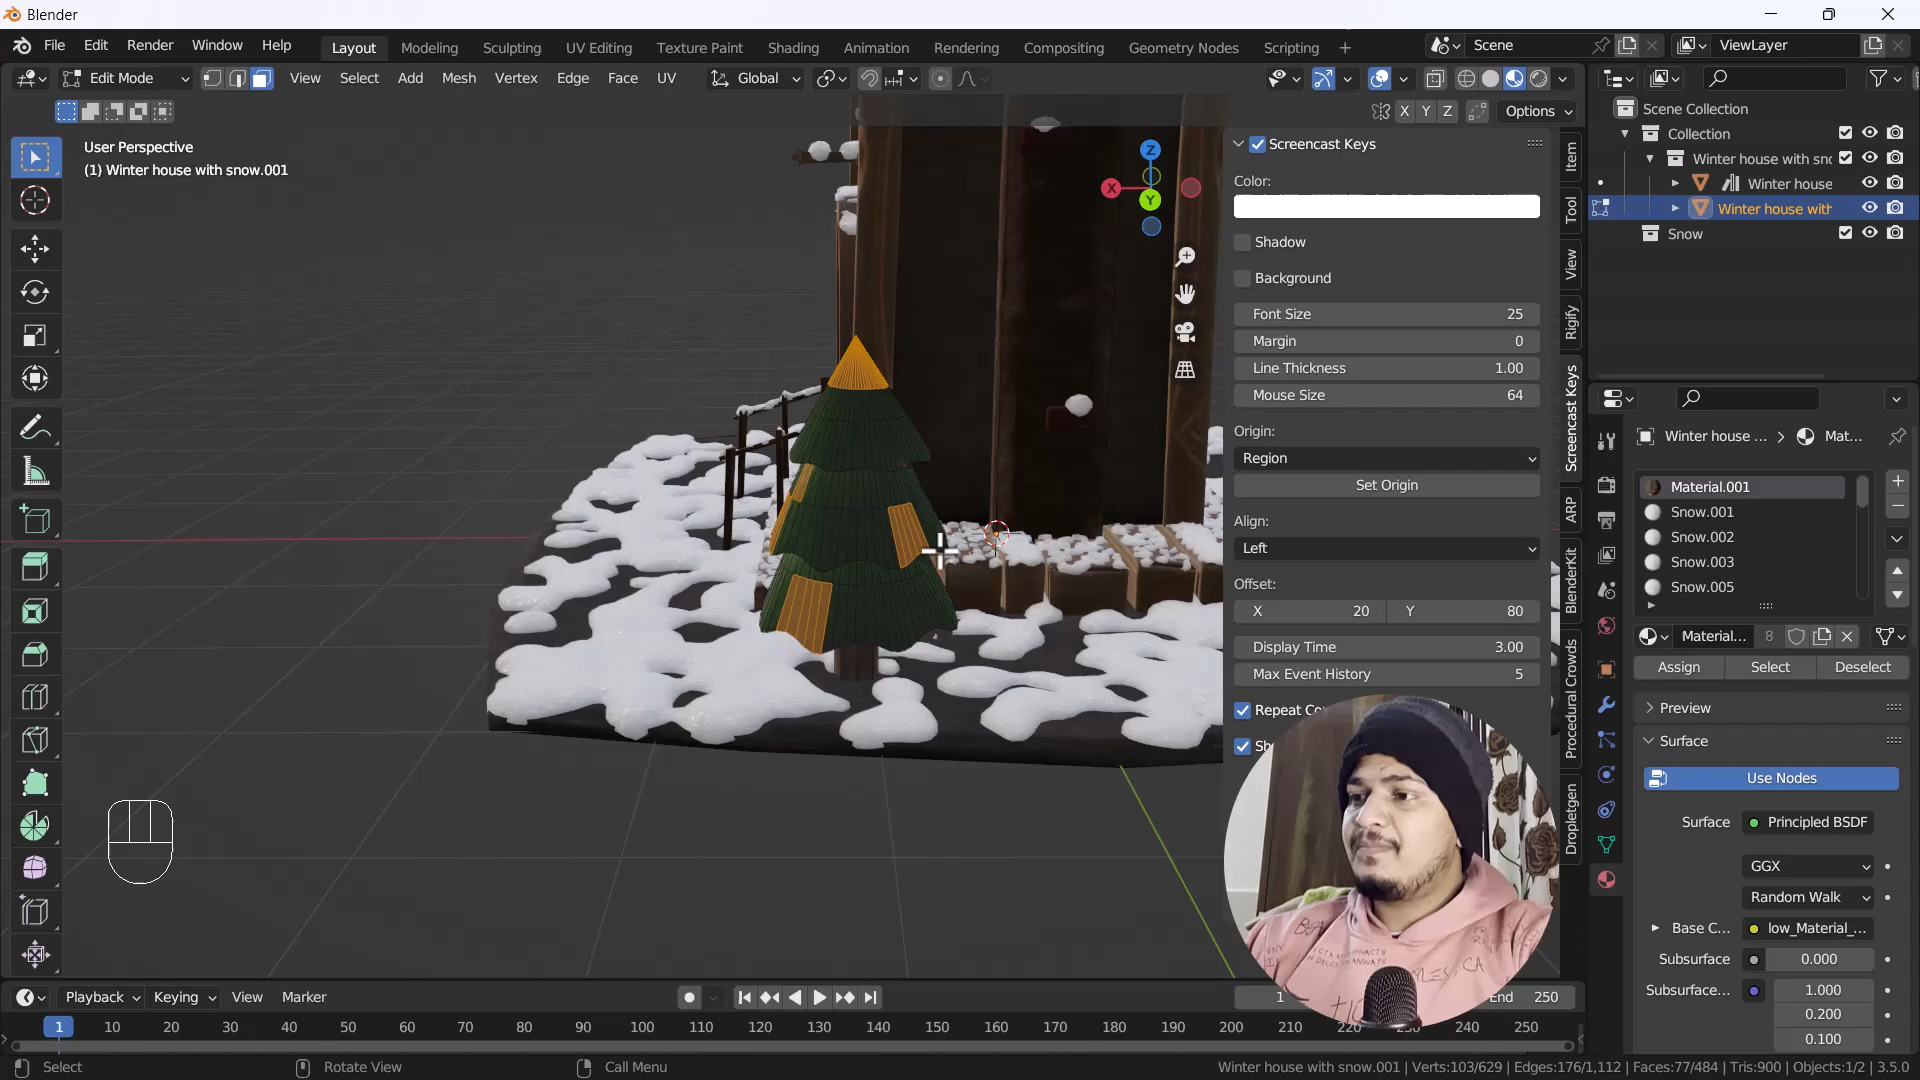 Blender
File Edit Render Window Help Layout Modeling Sculpting UV Editing Texture Paint Shading Animation Rendering Compositing Geometry Nodes Scripting + Scene ViewLayer
Edit Mode View Select Add Mesh Vertex Edge Face UV Global
X Y Z Options
User Perspective
(1) Winter house with snow.001
Z
X
Y
Screencast Keys
Color:
Shadow
Background
Font Size 25
Margin 0
Line Thickness 1.00
Mouse Size 64
Origin:
Region
Set Origin
Align:
Left
Offset:
X 20 Y 80
Display Time 3.00
Max Event History 5
Repeat Co
Sh
Item
Tool
View
Rigify
Screencast Keys
ARP
BlenderKit
Procedural Crowds
Dropletgen
Scene Collection
Collection
Winter house with sno
Winter house
Winter house with
Snow
Winter house ... > Mat...
Material.001
Snow.001
Snow.002
Snow.003
Snow.005
Material... 8
Assign Select Deselect
Preview
Surface
Use Nodes
Surface Principled BSDF
GGX
Random Walk
Base C... low_Material_...
Subsurface 0.000
Subsurface... 1.000
0.200
0.100
Playback Keying View Marker 1 End 250
1 10 20 30 40 50 60 70 80 90 100 110 120 130 140 150 160 170 180 190 200 210 220 230 240 250
Select Rotate View Call Menu Winter house with snow.001 | Verts:103/629 | Edges:176/1,112 | Faces:77/484 | Tris:900 | Objects:1/2 | 3.5.0